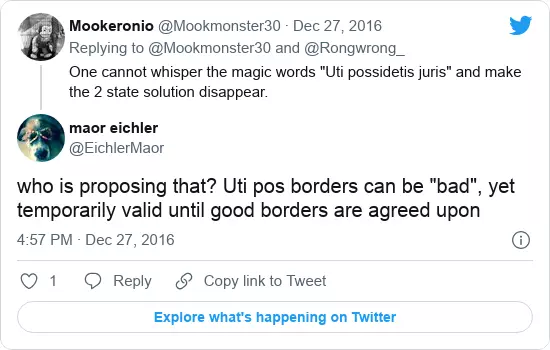 Mookeronio @Mookmonster30 · Dec 27, 2016
Replying to @Mookmonster30 and @Rongwrong_
One cannot whisper the magic words "Uti possidetis juris" and make
the 2 state solution disappear.
maor eichler
@EichlerMaor
who is proposing that? Uti pos borders can be "bad", yet
temporarily valid until good borders are agreed upon
4:57 PM · Dec 27, 2016
1 Reply Copy link to Tweet
Explore what's happening on Twitter